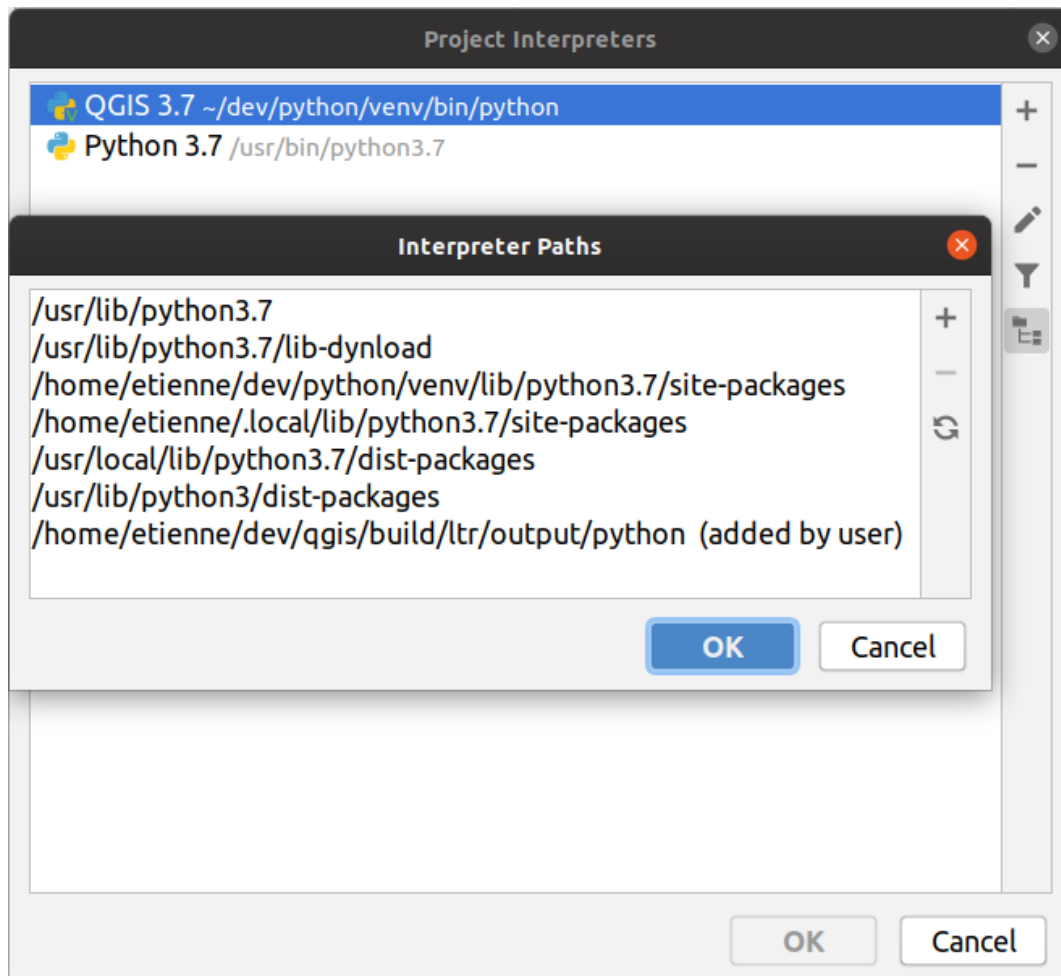 Project Interpreters
QGIS 3.7 ~/dev/python/venv/bin/python
Python 3.7 /usr/bin/python3.7
Interpreter Paths
/usr/lib/python3.7
/usr/lib/python3.7/lib-dynload
/home/etienne/dev/python/venv/lib/python3.7/site-packages
/home/etienne/.local/lib/python3.7/site-packages
/usr/local/lib/python3.7/dist-packages
/usr/lib/python3/dist-packages
/home/etienne/dev/qgis/build/ltr/output/python (added by user)
OK Cancel
OK Cancel